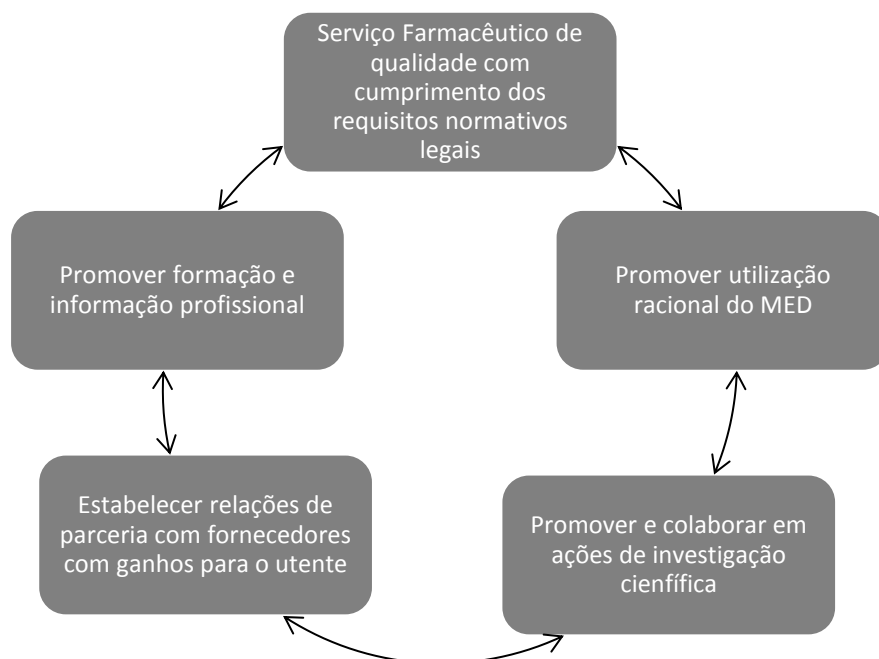 Serviço Farmacêutico de
qualidade com
cumprimento dos
requisitos normativos
legais
Promover formação e
informação profissional
Promover utilização
racional do MED
Estabelecer relações de
parceria com fornecedores
com ganhos para o utente
Promover e colaborar em
ações de investigação
cienfífica